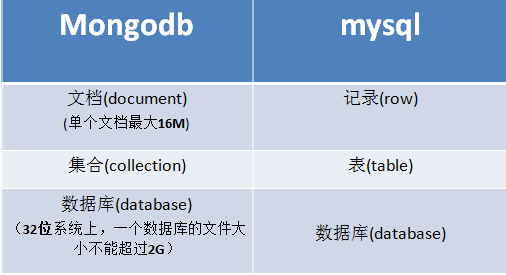 Mongodb mysql
文档(document) 记录(row)
(单个文档最大16M)
集合(collection) 表(table)
数据库(database)
（32位系统上，一个数据库的文件大
小不能超过2G）
数据库(database)